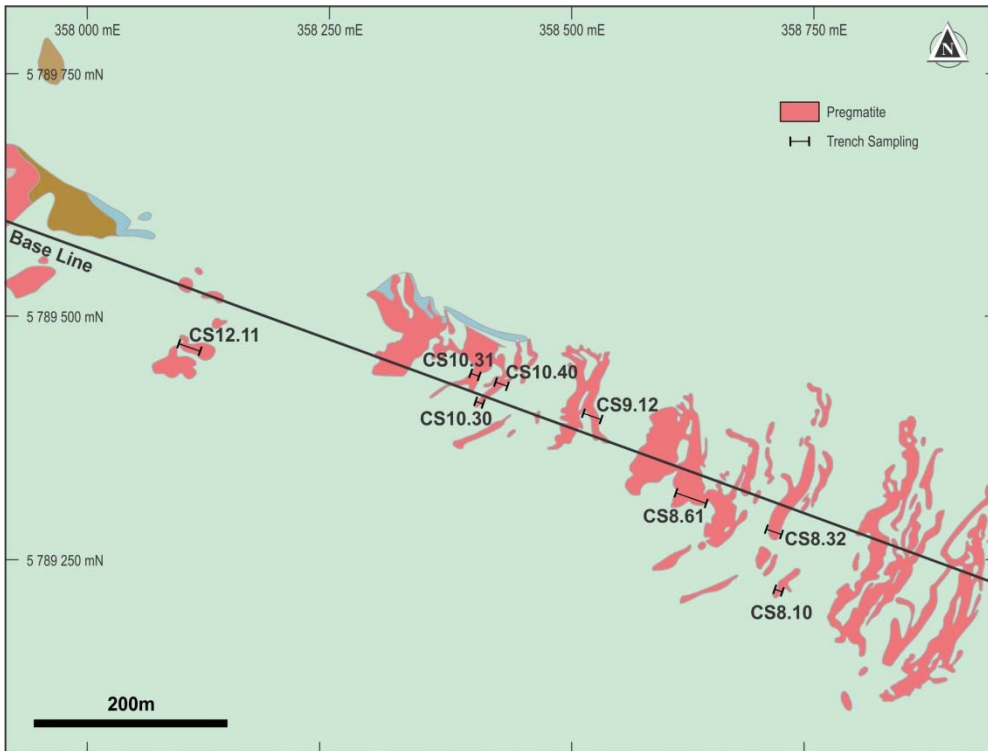 358 000 mE
358 250 mE
358 500 mE
358 750 mE
N
5 789 750 mN
Pregmatite
Trench Sampling
Base Line
5 789 500 mN
CS12.11
CS10.31
CS10.40
CS10.30
CS9.12
CS8.61
CS8.32
5 789 250 mN
CS8.10
200m